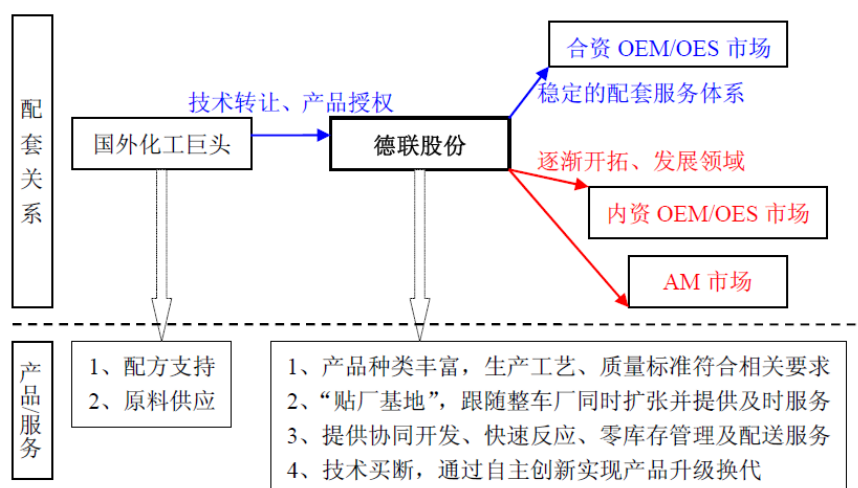 配套关系
合资 OEM/OES 市场
技术转让、产品授权
稳定的配套服务体系
国外化工巨头
德联股份
逐渐开拓、发展领域
内资 OEM/OES 市场
AM 市场
产品/服务
1、配方支持
2、原料供应
1、产品种类丰富，生产工艺、质量标准符合相关要求
2、“贴厂基地”，跟随整车厂同时扩张并提供及时服务
3、提供协同开发、快速反应、零库存管理及配送服务
4、技术买断，通过自主创新实现产品升级换代